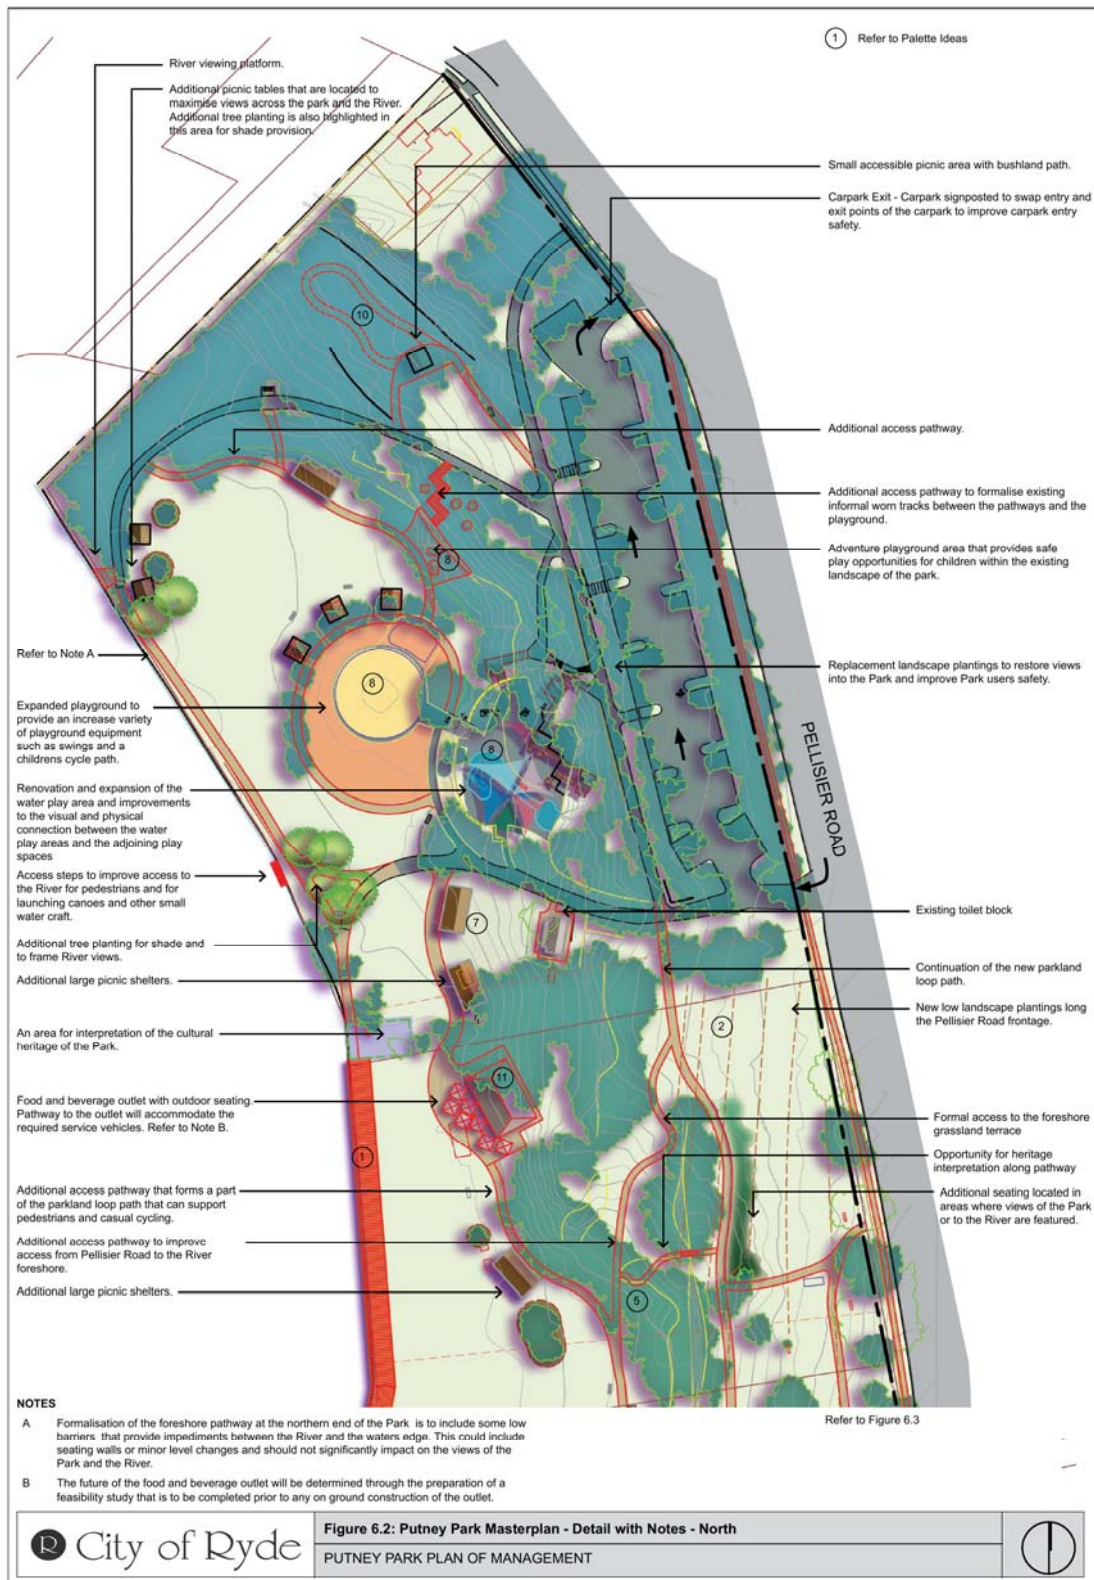 1 Refer to Palette Ideas
River viewing platform.
Additional picnic tables that are located to
maximise views across the park and the River.
Additional tree planting is also highlighted in
this area for shade provision.
Small accessible picnic area with bushland path.
Carpark Exit - Carpark signposted to swap entry and
exit points of the carpark to improve carpark entry
safety.
10
Additional access pathway.
Additional access pathway to formalise existing
informal worn tracks between the pathways and the
playground.
Adventure playground area that provides safe
play opportunities for children within the existing
landscape of the park.
8
Refer to Note A
Replacement landscape plantings to restore views
into the Park and improve Park users safety.
8
Expanded playground to
provide an increase variety
of playground equipment
such as swings and a
childrens cycle path.
8
PELLISIER ROAD
Renovation and expansion of the
water play area and improvements
to the visual and physical
connection between the water
play areas and the adjoining play
spaces
Access steps to improve access to
the River for pedestrians and for
launching canoes and other small
water craft.
7
Existing toilet block
Additional tree planting for shade and
to frame River views.
Additional large picnic shelters.
Continuation of the new parkland
loop path.
New low landscape plantings long
the Pellisier Road frontage.
2
An area for interpretation of the cultural
heritage of the Park.
11
Food and beverage outlet with outdoor seating.
Pathway to the outlet will accommodate the
required service vehicles. Refer to Note B.
Formal access to the foreshore
grassland terrace
1
Opportunity for heritage
interpretation along pathway
Additional access pathway that forms a part
of the parkland loop path that can support
pedestrians and casual cycling.
Additional seating located in
areas where views of the Park
or to the River are featured.
Additional access pathway to improve
access from Pellisier Road to the River
foreshore.
Additional large picnic shelters.
5
NOTES
Refer to Figure 6.3
A Formalisation of the foreshore pathway at the northern end of the Park is to include some low
barriers that provide impediments between the River and the waters edge. This could include
seating walls or minor level changes and should not significantly impact on the views of the
Park and the River.
B The future of the food and beverage outlet will be determined through the preparation of a
feasibility study that is to be completed prior to any on ground construction of the outlet.
R City of Ryde
Figure 6.2: Putney Park Masterplan - Detail with Notes - North
PUTNEY PARK PLAN OF MANAGEMENT